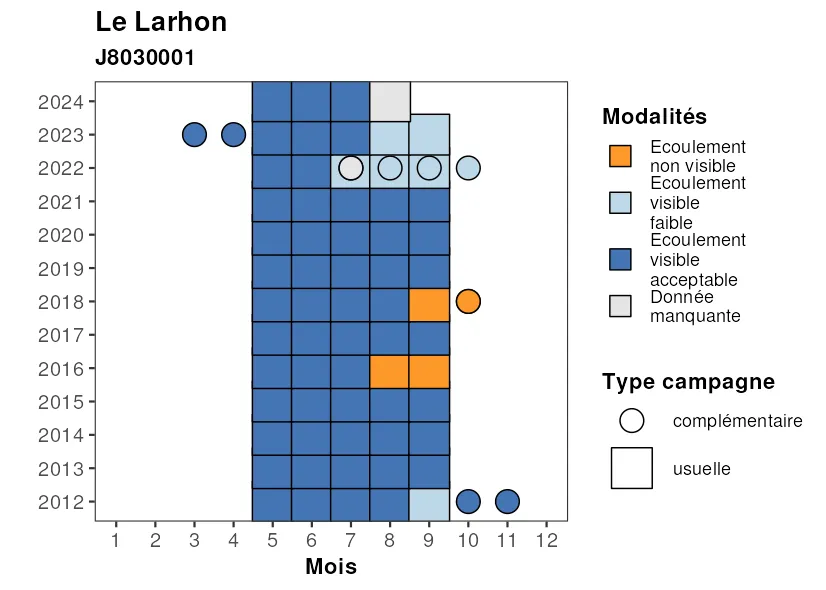 Le Larhon
J8030001
2024
2023
2022
2021
2020
2019
2018
2017
2016
2015
2014
2013
2012
1 2 3 4 5 6 7 8 9 10 11 12
Mois
Modalités
Ecoulement
non visible
Ecoulement
visible
faible
Ecoulement
visible
acceptable
Donnée
manquante
Type campagne
complémentaire
usuelle